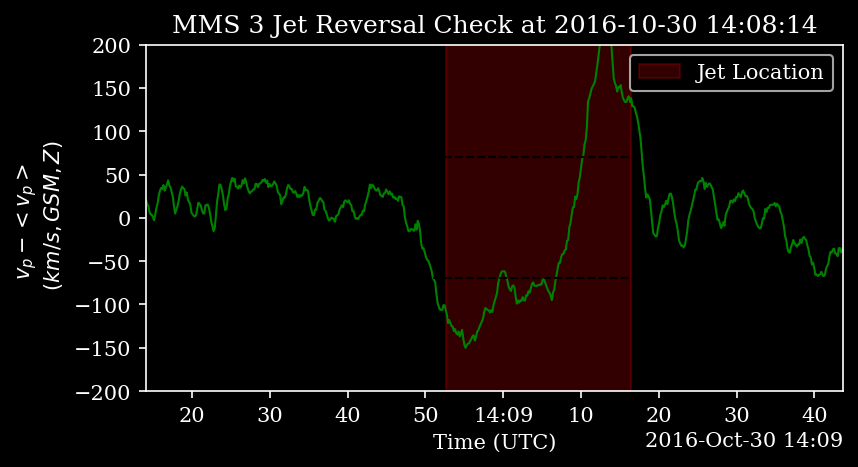 MMS 3 Jet Reversal Check at 2016-10-30 14:08:14
Jet Location
200
150
100
50
0
−50
−100
−150
−200
v_p − <v_p>
(km/s, GSM, Z)
20 30 40 50 14:09 10 20 30 40
Time (UTC)
2016-Oct-30 14:09